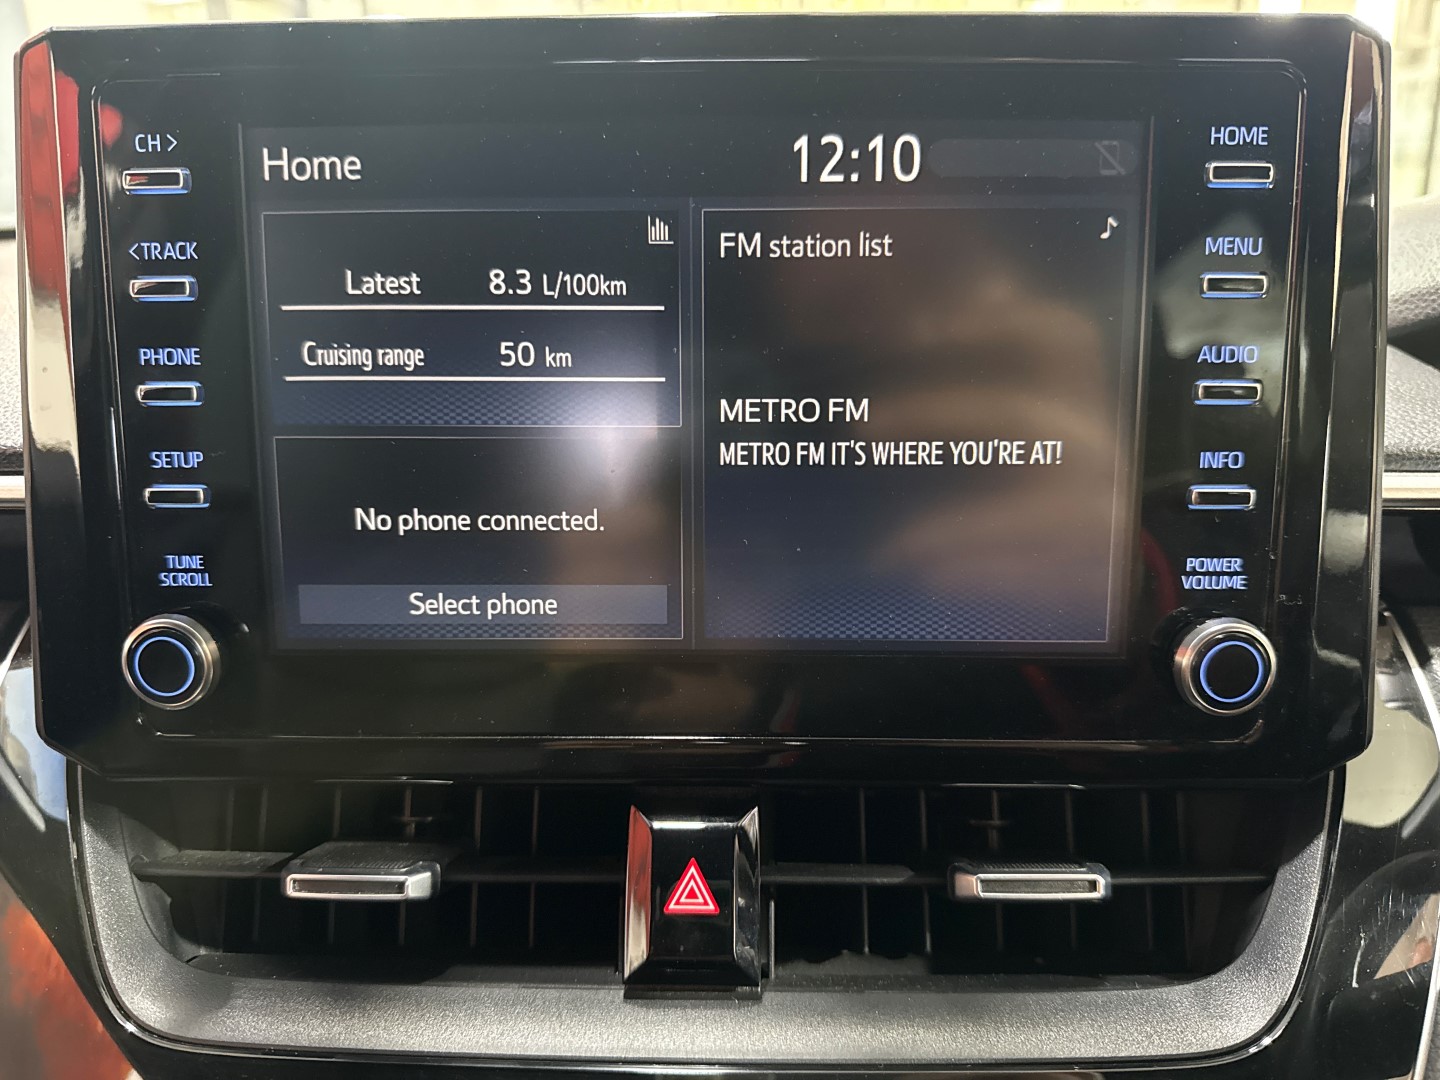 CH >
<TRACK
PHONE
SETUP
TUNE
SCROLL
Home
12:10
Latest 8.3 L/100km
Cruising range 50 km
No phone connected.
Select phone
FM station list
METRO FM
METRO FM IT'S WHERE YOU'RE AT!
HOME
MENU
AUDIO
INFO
POWER
VOLUME